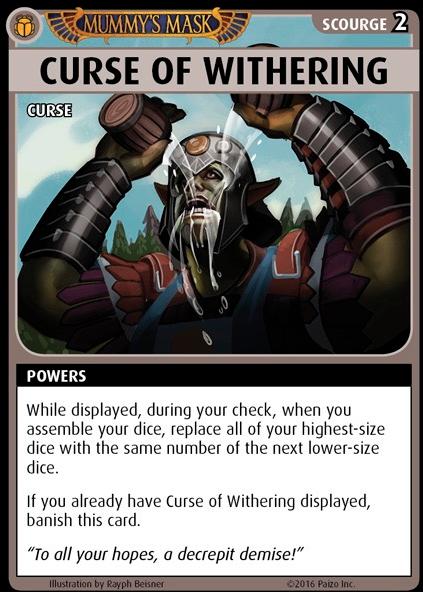 MUMMY'S MASK
SCOURGE 2
CURSE OF WITHERING
CURSE
POWERS
While displayed, during your check, when you
assemble your dice, replace all of your highest-size
dice with the same number of the next lower-size
dice.
If you already have Curse of Withering displayed,
banish this card.
“To all your hopes, a decrepit demise!”
Illustration by Rayph Beisner
©2016 Paizo Inc.